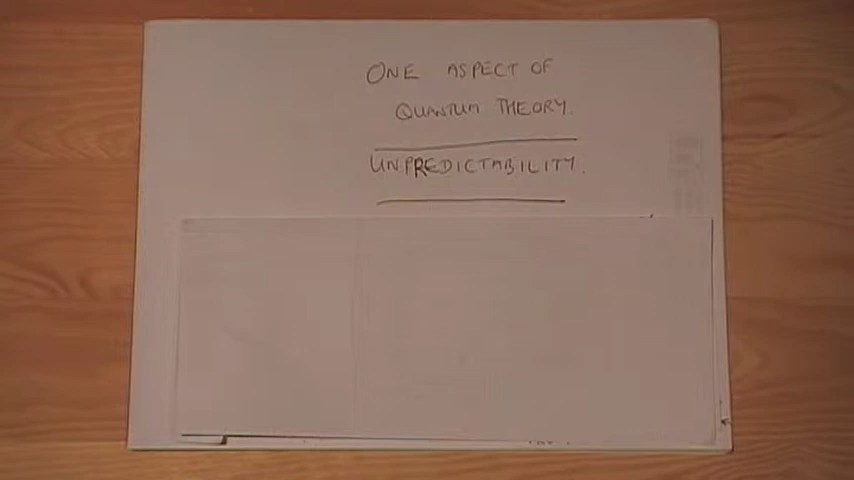 ONE ASPECT OF
QUANTUM THEORY.
UNPREDICTABILITY.